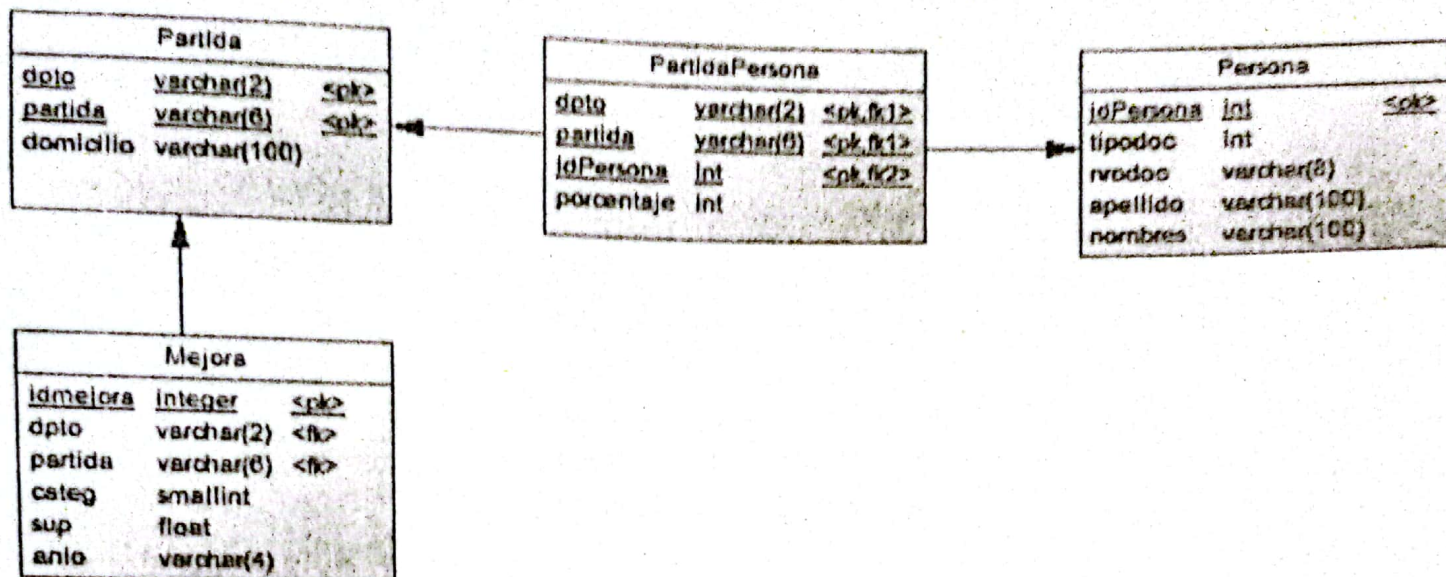 Partida
dpto varchar(2) <pk>
partida varchar(6) <pk>
domicilio varchar(100)
PartidaPersona
dpto varchar(2) <pk,fk1>
partida varchar(6) <pk,fk1>
idPersona int <pk,fk2>
porcentaje int
Persona
idPersona int <pk>
tipodoc int
nrodoc varchar(8)
apellido varchar(100)
nombres varchar(100)
Mejora
idmejora integer <pk>
dpto varchar(2) <fk>
partida varchar(6) <fk>
categ smallint
sup float
anio varchar(4)